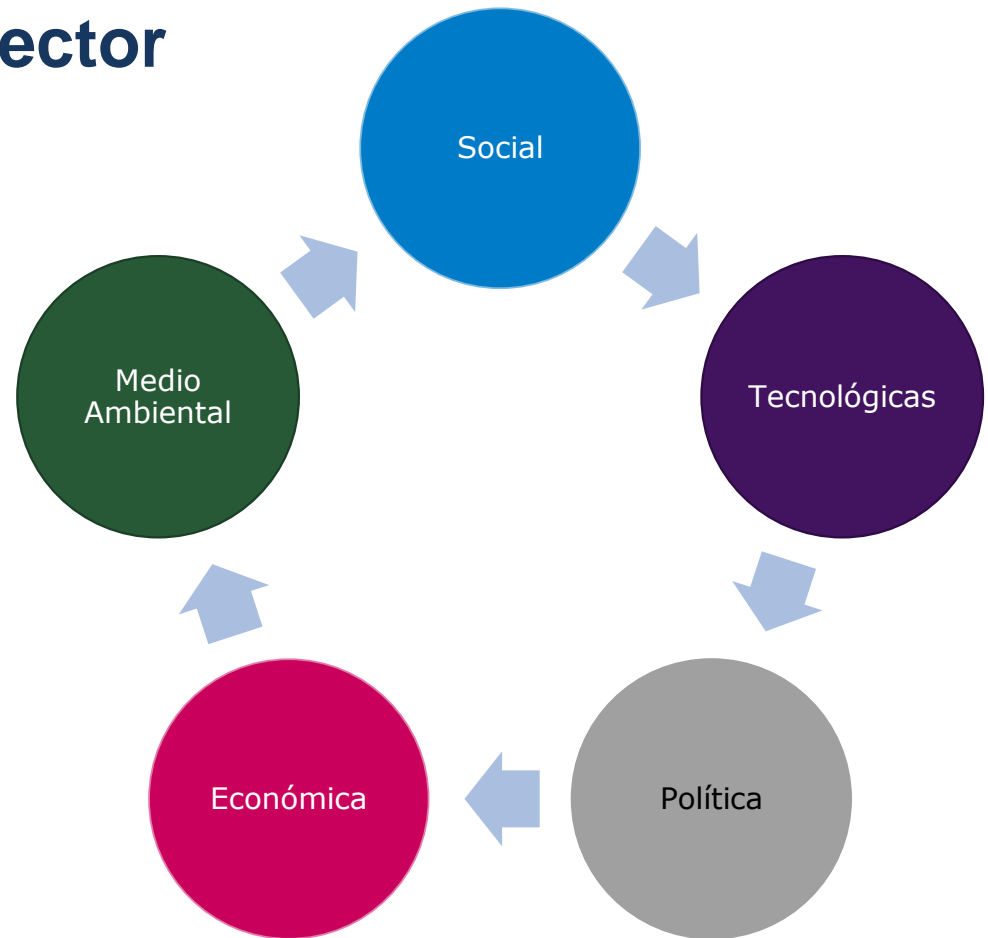 ector
Social
Tecnológicas
Política
Económica
Medio
Ambiental